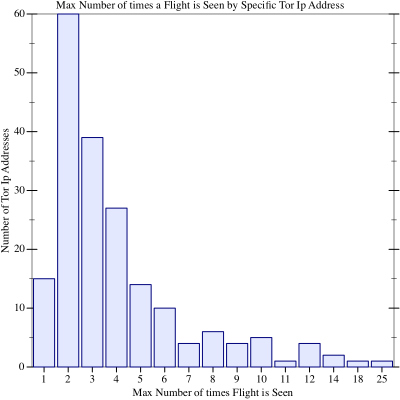 Max Number of times a Flight is Seen by Specific Tor Ip Address
60
50
40
30
20
10
0
Number of Tor Ip Addresses
1 2 3 4 5 6 7 8 9 10 11 12 14 18 25
Max Number of times Flight is Seen